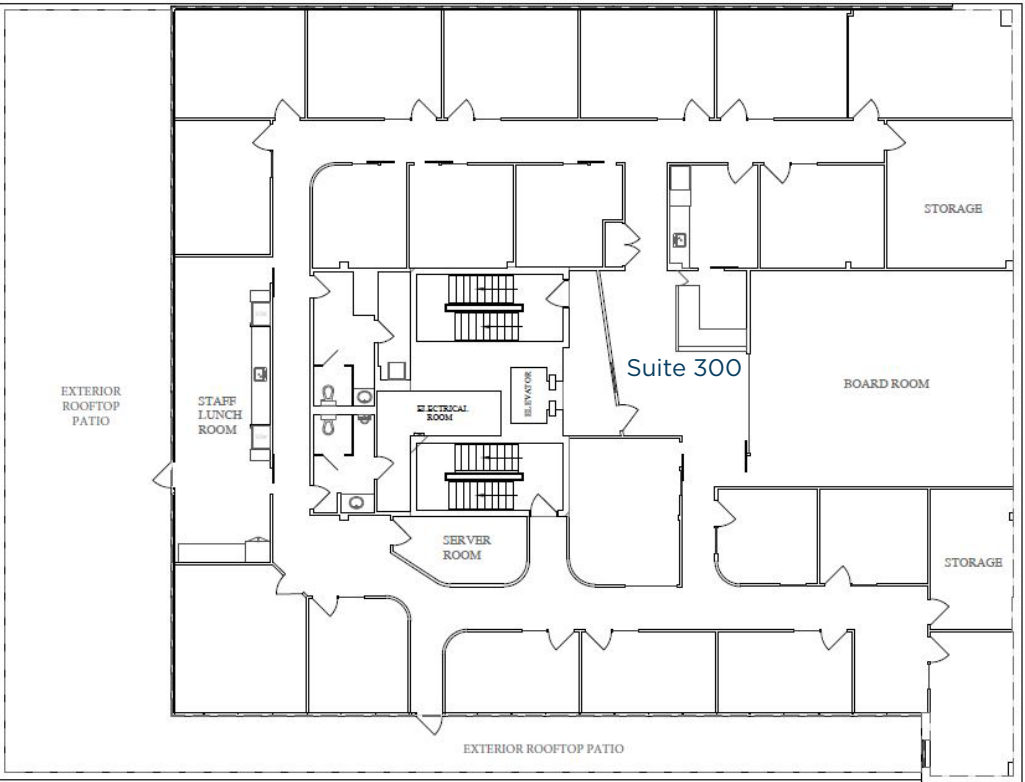 STORAGE
Suite 300
EXTERIOR
ROOFTOP
PATIO
STAFF
LUNCH
ROOM
ELECTRICAL
ROOM
ELEVATOR
BOARD ROOM
SERVER
ROOM
STORAGE
EXTERIOR ROOFTOP PATIO